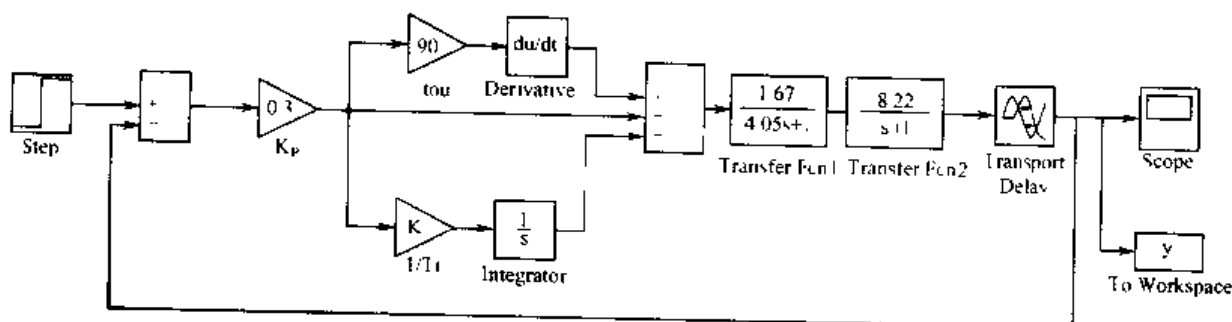 90
du/dt
tou
Derivative
Step
0.3
Kp
1.67
4.05s+.
Transfer Fcn1
8.22
s+1
Transfer Fcn2
Transport
Delay
Scope
K
1/Ti
1
s
Integrator
y
To Workspace